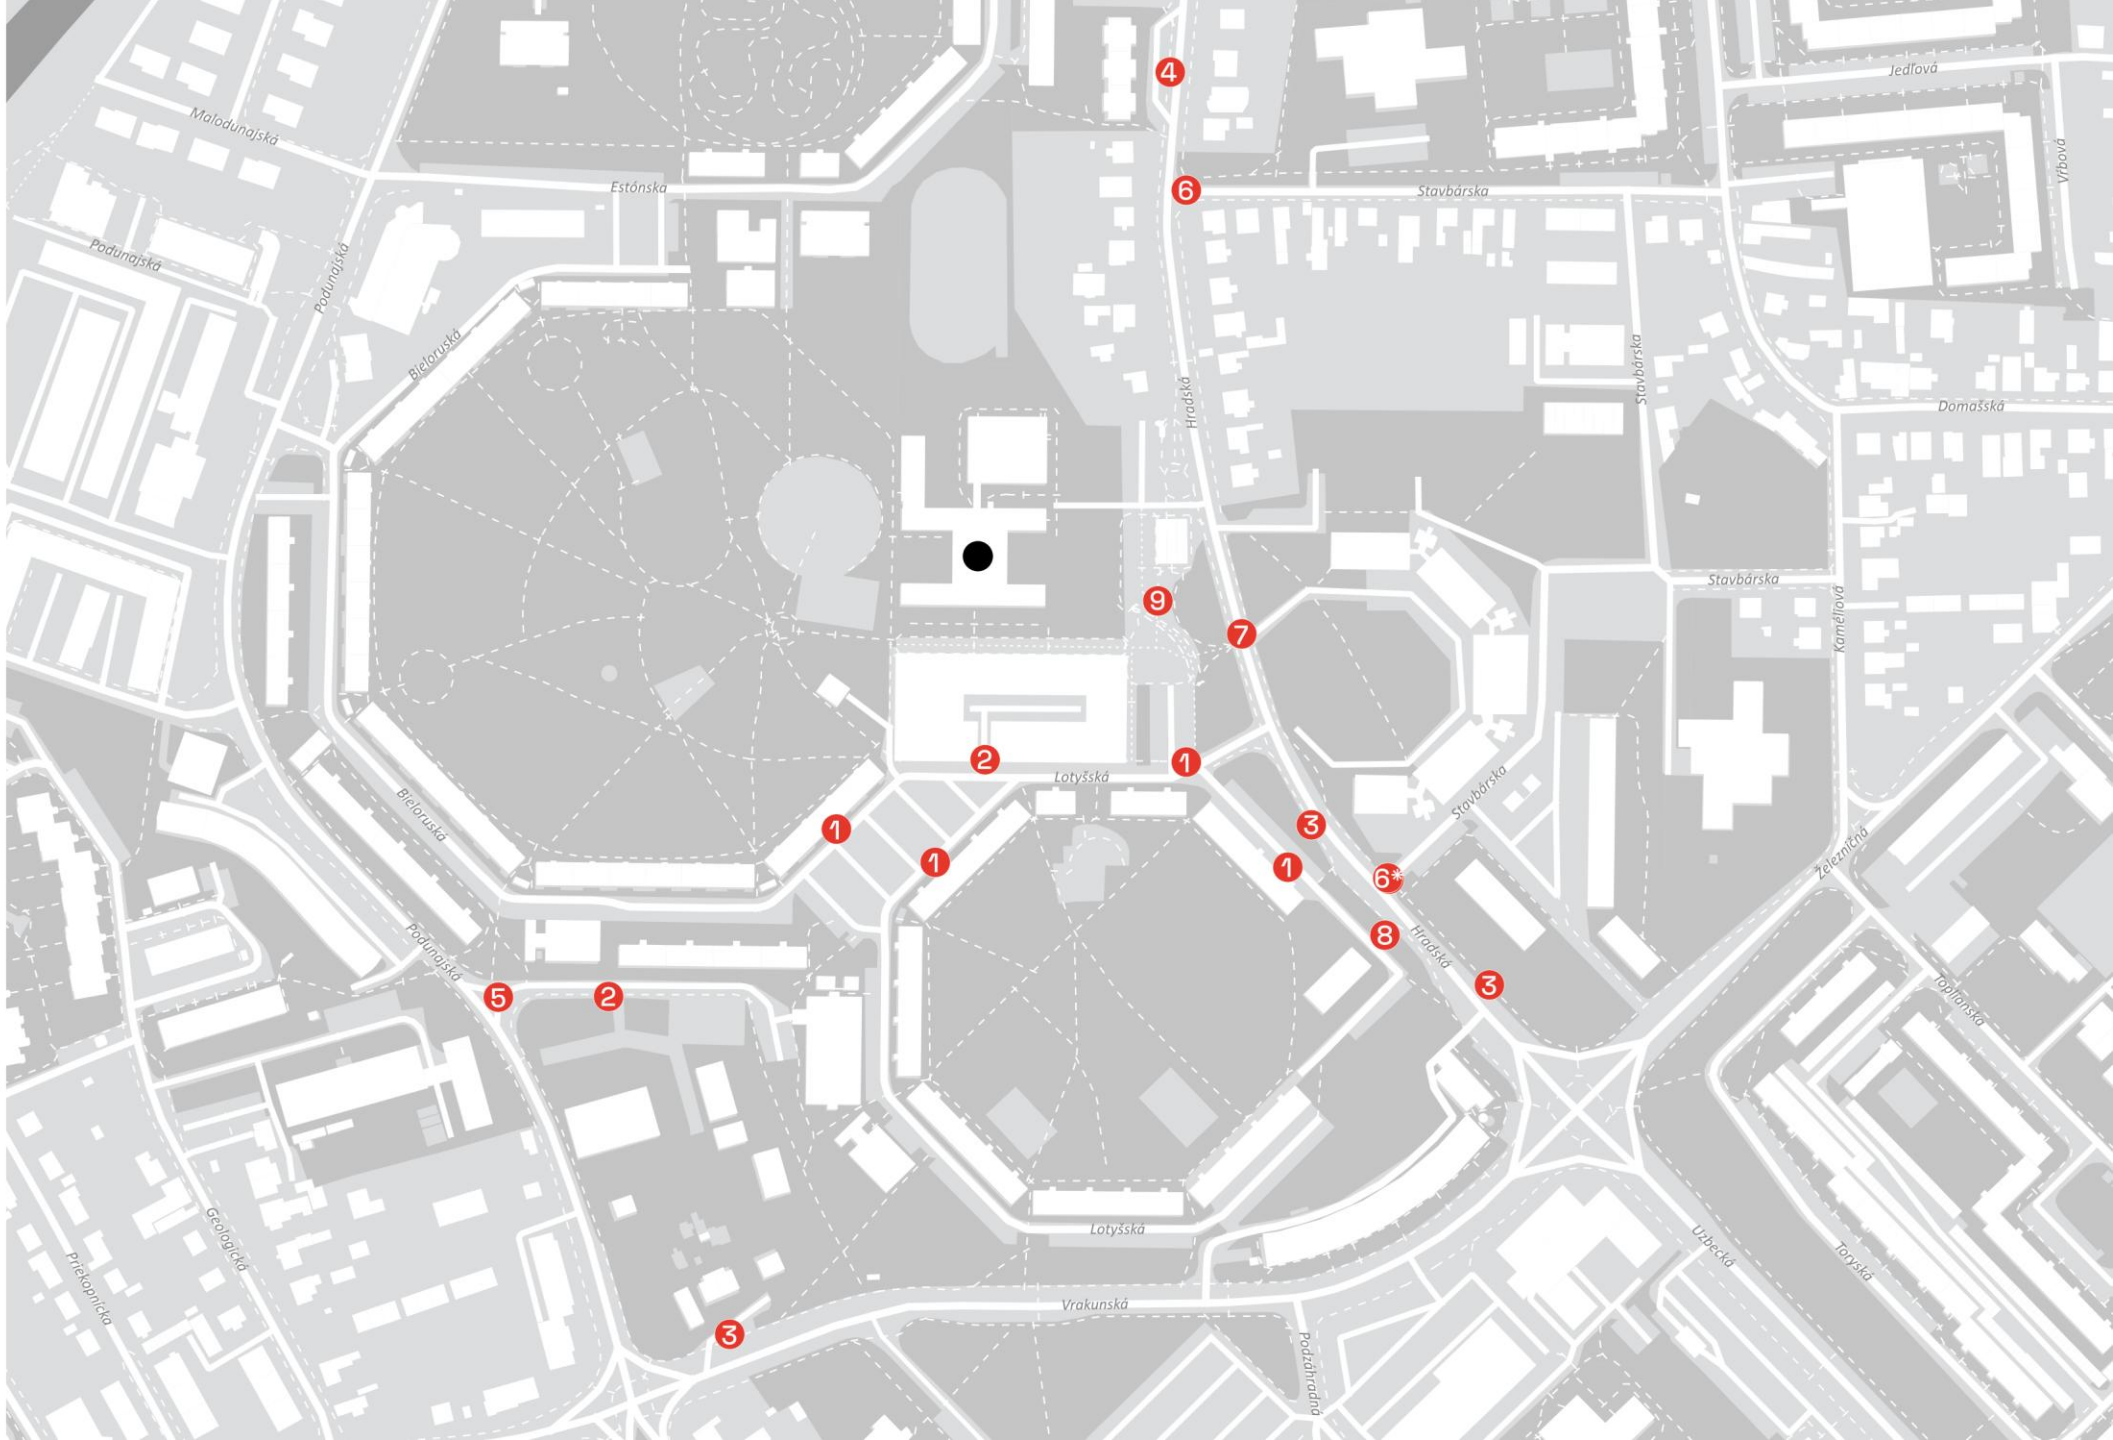 4
Jedľová
Malodunajská
Vŕbová
Estónska
6
Stavbárska
Podunajská
Podunajská
Bieloruská
Stavbárska
Hradská
Domašská
9
Stavbárska
Kaméliová
7
2
1
Lotyšská
Stavbárska
Bieloruská
1
3
1
1
6*
Železničná
8
Hradská
Podunajská
3
5
2
Toplianska
Lotyšská
Geologická
Priekopnícka
Uzbecká
Toryská
Vrakunská
3
Podzáhradná